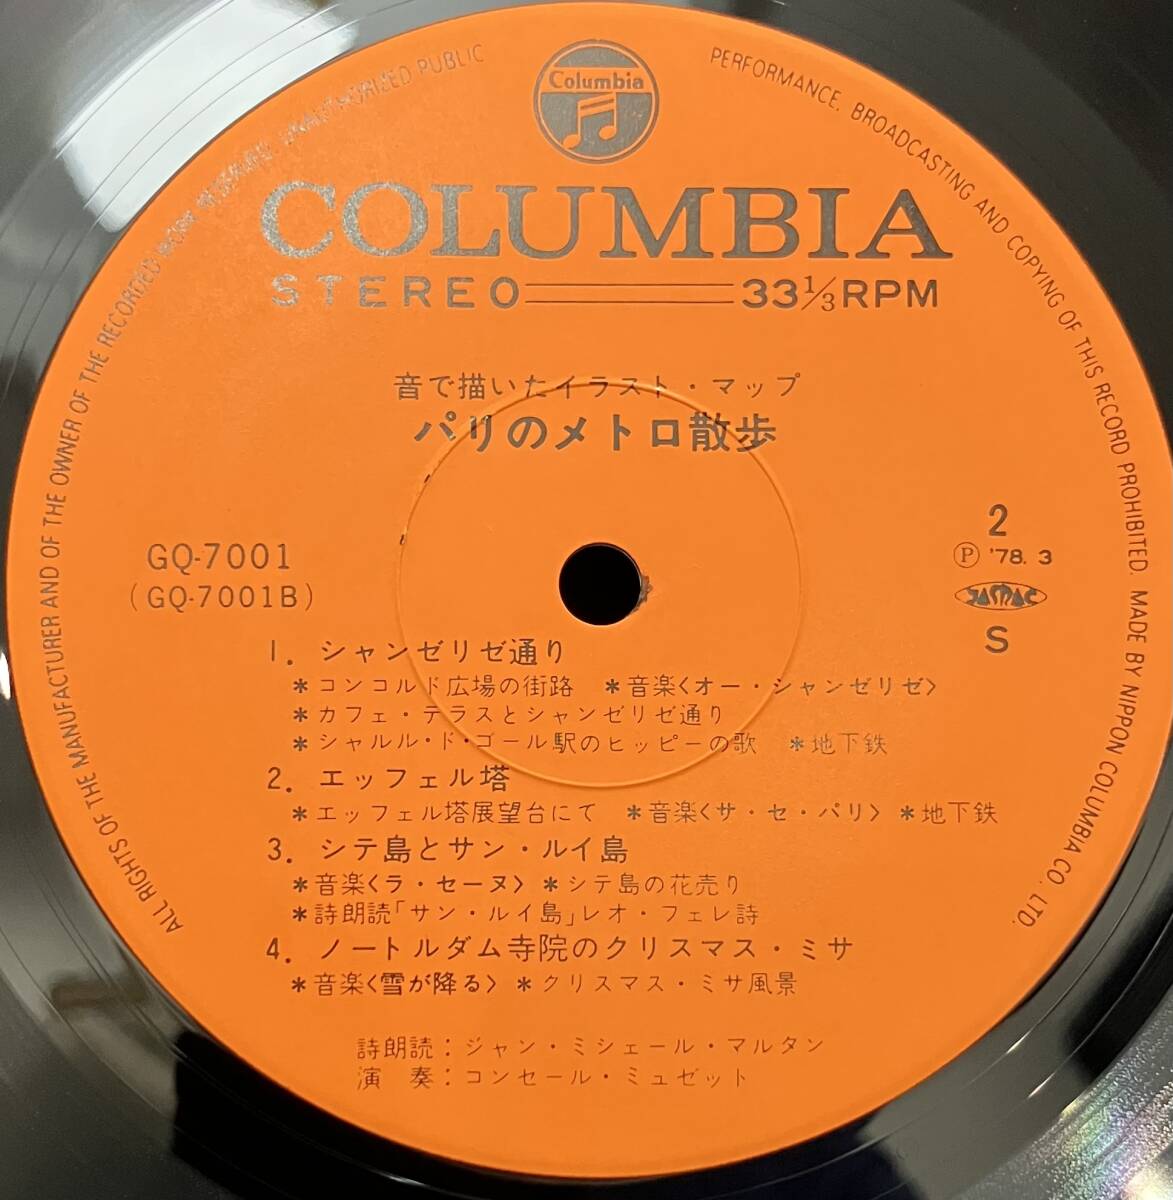 Columbia
COLUMBIA
STEREO 33 1/3 RPM
音で描いたイラスト・マップ
パリのメトロ散歩
GQ-7001
(GQ-7001B)
2
Ⓟ '78. 3
JASRAC
S
1. シャンゼリゼ通り
*コンコルド広場の街路 *音楽〈オー・シャンゼリゼ〉
*カフェ・テラスとシャンゼリゼ通り
*シャルル・ド・ゴール駅のヒッピーの歌 *地下鉄
2. エッフェル塔
*エッフェル塔展望台にて *音楽〈サ・セ・パリ〉 *地下鉄
3. シテ島とサン・ルイ島
*音楽〈ラ・セーヌ〉 *シテ島の花売り
*詩朗読「サン・ルイ島」レオ・フェレ詩
4. ノートルダム寺院のクリスマス・ミサ
*音楽〈雪が降る〉 *クリスマス・ミサ風景
詩朗読：ジャン・ミシェール・マルタン
演 奏：コンセール・ミュゼット
ALL RIGHTS OF THE MANUFACTURER AND OF THE OWNER OF THE RECORDED WORK RESERVED. UNAUTHORIZED PUBLIC PERFORMANCE, BROADCASTING AND COPYING OF THIS RECORD PROHIBITED. MADE BY NIPPON COLUMBIA CO., LTD.